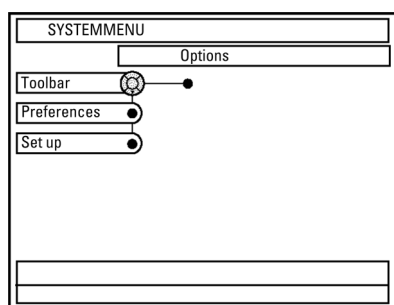 SYSTEMMENU
Options
Toolbar
Preferences
Set up